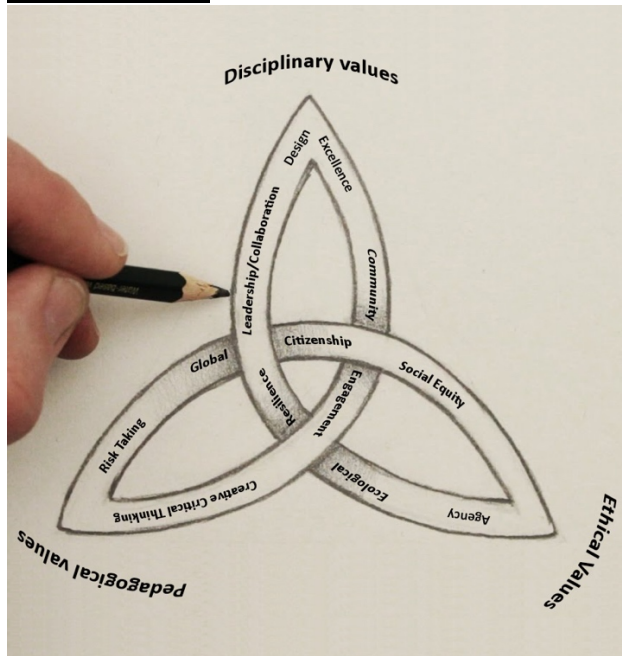 Disciplinary values
Design
Excellence
Leadership/Collaboration
Community
Global
Citizenship
Social Equity
Resilience
Engagement
Risk Taking
Creative Critical Thinking
Ecological
Agency
Pedagogical values
Ethical Values